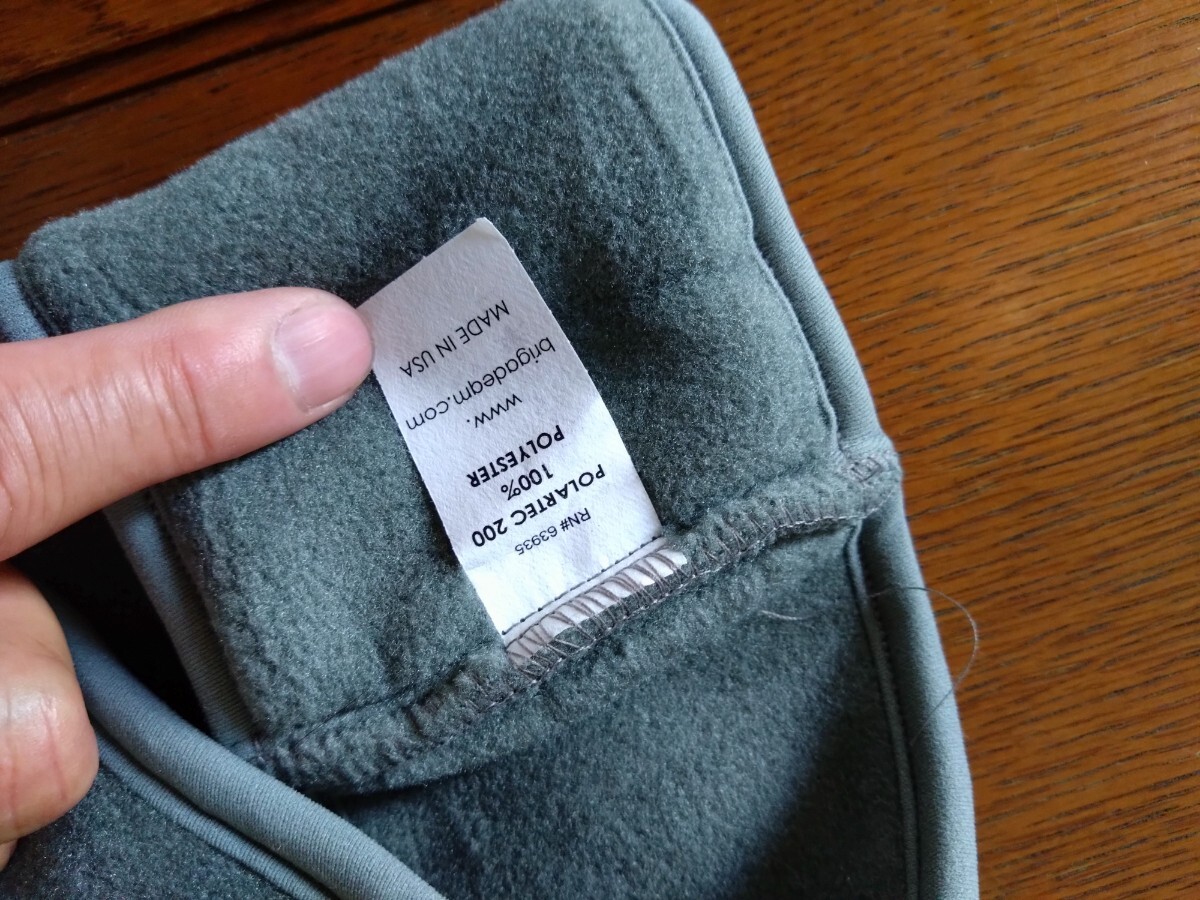 RN# 63935
POLARTEC 200
100%
POLYESTER
www.
brigadeqm.com
MADE IN USA